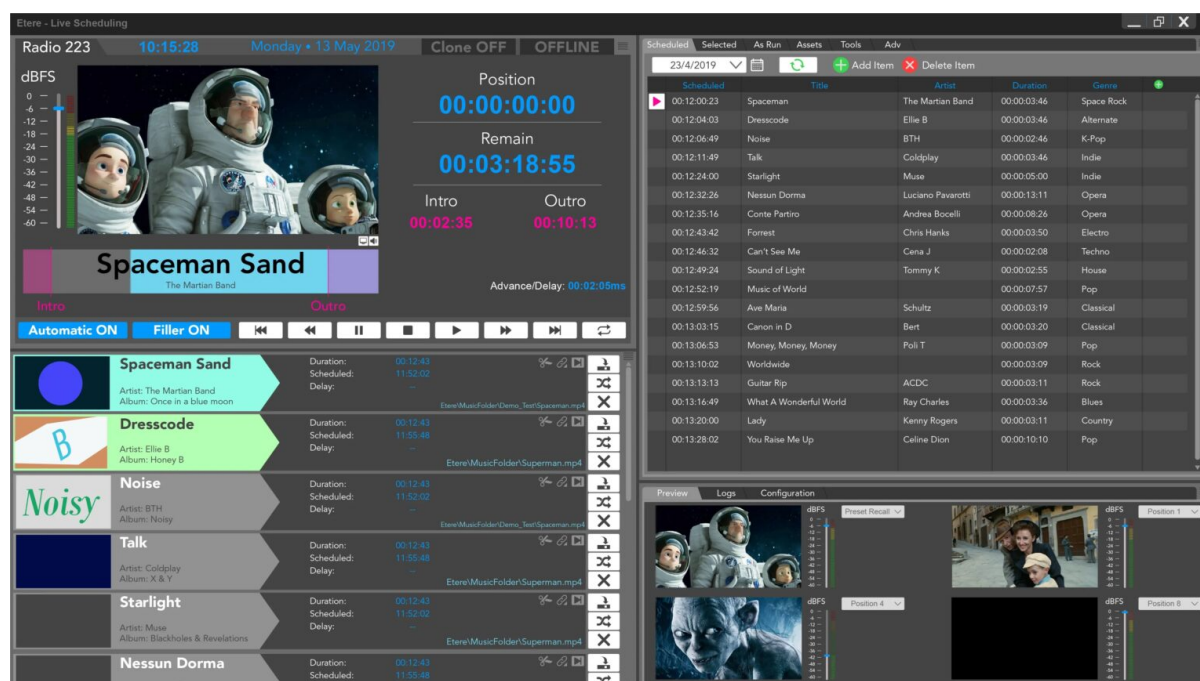 Etere - Live Scheduling
Radio 223 10:15:28 Monday • 13 May 2019 Clone OFF OFFLINE
dBFS
0
-6
-12
-18
-24
-30
-36
-42
-48
-54
-60
Position
00:00:00:00
Remain
00:03:18:55
Intro Outro
00:02:35 00:10:13
Spaceman Sand
The Martian Band
Advance/Delay: 00:02:05ms
Intro Outro
Automatic ON Filler ON
Spaceman Sand
Artist: The Martian Band
Album: Once in a blue moon
Duration: 00:12:43
Scheduled: 11:52:02
Delay: --
Etere\MusicFolder\Demo_Test\Spaceman.mp4
B
Dresscode
Artist: Ellie B
Album: Honey B
Duration: 00:12:43
Scheduled: 11:55:48
Delay: --
Etere\MusicFolder\Superman.mp4
Noisy
Noise
Artist: BTH
Album: Noisy
Duration: 00:12:43
Scheduled: 11:52:02
Delay: --
Etere\MusicFolder\Demo_Test\Spaceman.mp4
Talk
Artist: Coldplay
Album: X & Y
Duration: 00:12:43
Scheduled: 11:55:48
Delay: --
Etere\MusicFolder\Superman.mp4
Starlight
Artist: Muse
Album: Blackholes & Revelations
Duration: 00:12:43
Scheduled: 11:52:02
Delay: --
Etere\MusicFolder\Superman.mp4
Nessun Dorma
Duration: 00:12:43
Scheduled: 11:55:48
Scheduled Selected As Run Assets Tools Adv
23/4/2019 Add Item Delete Item
Scheduled Title Artist Duration Genre
00:12:00:23 Spaceman The Martian Band 00:00:03:46 Space Rock
00:12:04:03 Dresscode Ellie B 00:00:03:46 Alternate
00:12:06:49 Noise BTH 00:00:02:46 K-Pop
00:12:11:49 Talk Coldplay 00:00:03:46 Indie
00:12:24:00 Starlight Muse 00:00:05:00 Indie
00:12:32:26 Nessun Dorma Luciano Pavarotti 00:00:13:11 Opera
00:12:35:16 Conte Partiro Andrea Bocelli 00:00:08:26 Opera
00:12:43:42 Forrest Chris Hanks 00:00:03:50 Electro
00:12:46:32 Can't See Me Cena J 00:00:02:08 Techno
00:12:49:24 Sound of Light Tommy K 00:00:02:55 House
00:12:52:19 Music of World 00:00:07:57 Pop
00:12:59:56 Ave Maria Schultz 00:00:03:19 Classical
00:13:03:15 Canon in D Bert 00:00:03:20 Classical
00:13:06:53 Money, Money, Money Poli T 00:00:03:09 Pop
00:13:10:02 Worldwide 00:00:03:09 Rock
00:13:13:13 Guitar Rip ACDC 00:00:03:11 Rock
00:13:16:49 What A Wonderful World Ray Charles 00:00:03:36 Blues
00:13:20:00 Lady Kenny Rogers 00:00:03:11 Country
00:13:28:02 You Raise Me Up Celine Dion 00:00:10:10 Pop
Preview Logs Configuration
dBFS Preset Recall dBFS Position 1
dBFS Position 4 dBFS Position 6